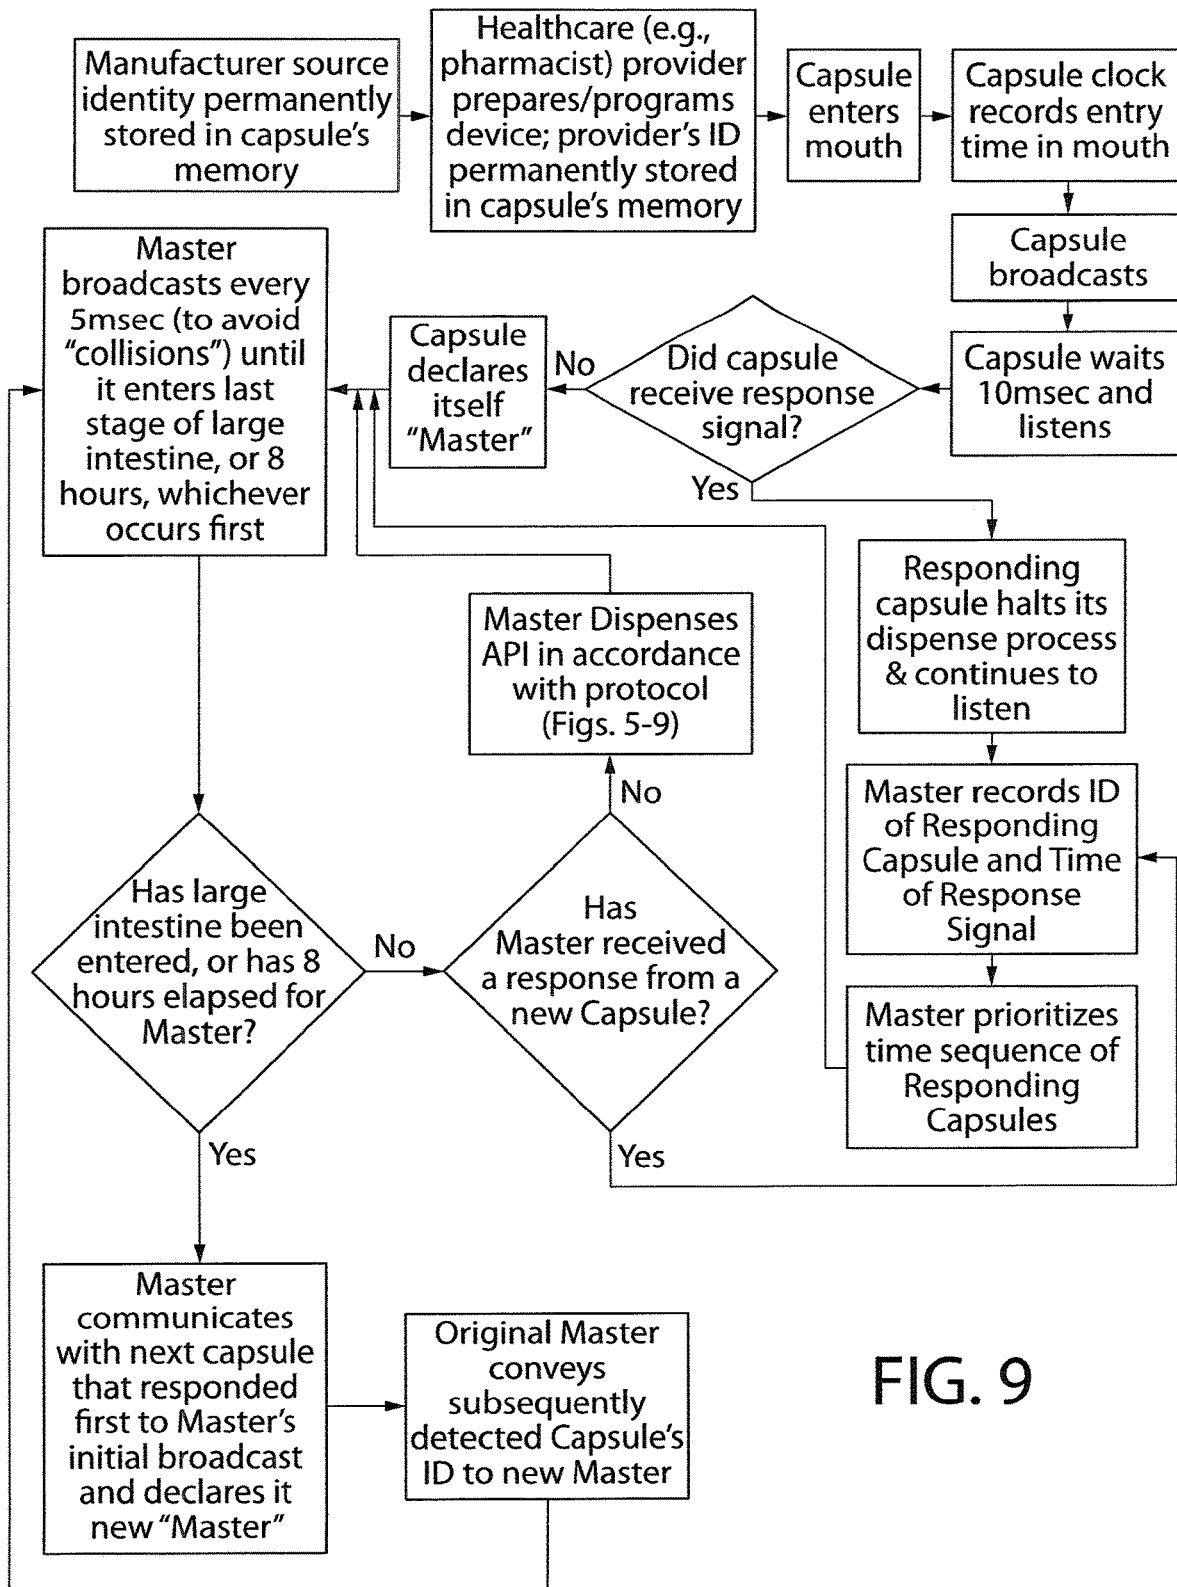 Manufacturer source
identity permanently
stored in capsule's
memory
Healthcare (e.g.,
pharmacist) provider
prepares/programs
device; provider's ID
permanently stored
in capsule's memory
Capsule
enters
mouth
Capsule clock
records entry
time in mouth
Capsule
broadcasts
Capsule waits
10msec and
listens
Did capsule
receive response
signal?
No
Yes
Capsule
declares
itself
"Master"
Master
broadcasts every
5msec (to avoid
"collisions") until
it enters last
stage of large
intestine, or 8
hours, whichever
occurs first
Responding
capsule halts its
dispense process
& continues to
listen
Master records ID
of Responding
Capsule and Time
of Response
Signal
Master prioritizes
time sequence of
Responding
Capsules
Master Dispenses
API in accordance
with protocol
(Figs. 5-9)
No
Has
Master received
a response from a
new Capsule?
Yes
Has large
intestine been
entered, or has 8
hours elapsed for
Master?
No
Yes
Master
communicates
with next capsule
that responded
first to Master's
initial broadcast
and declares it
new "Master"
Original Master
conveys
subsequently
detected Capsule's
ID to new Master
FIG. 9